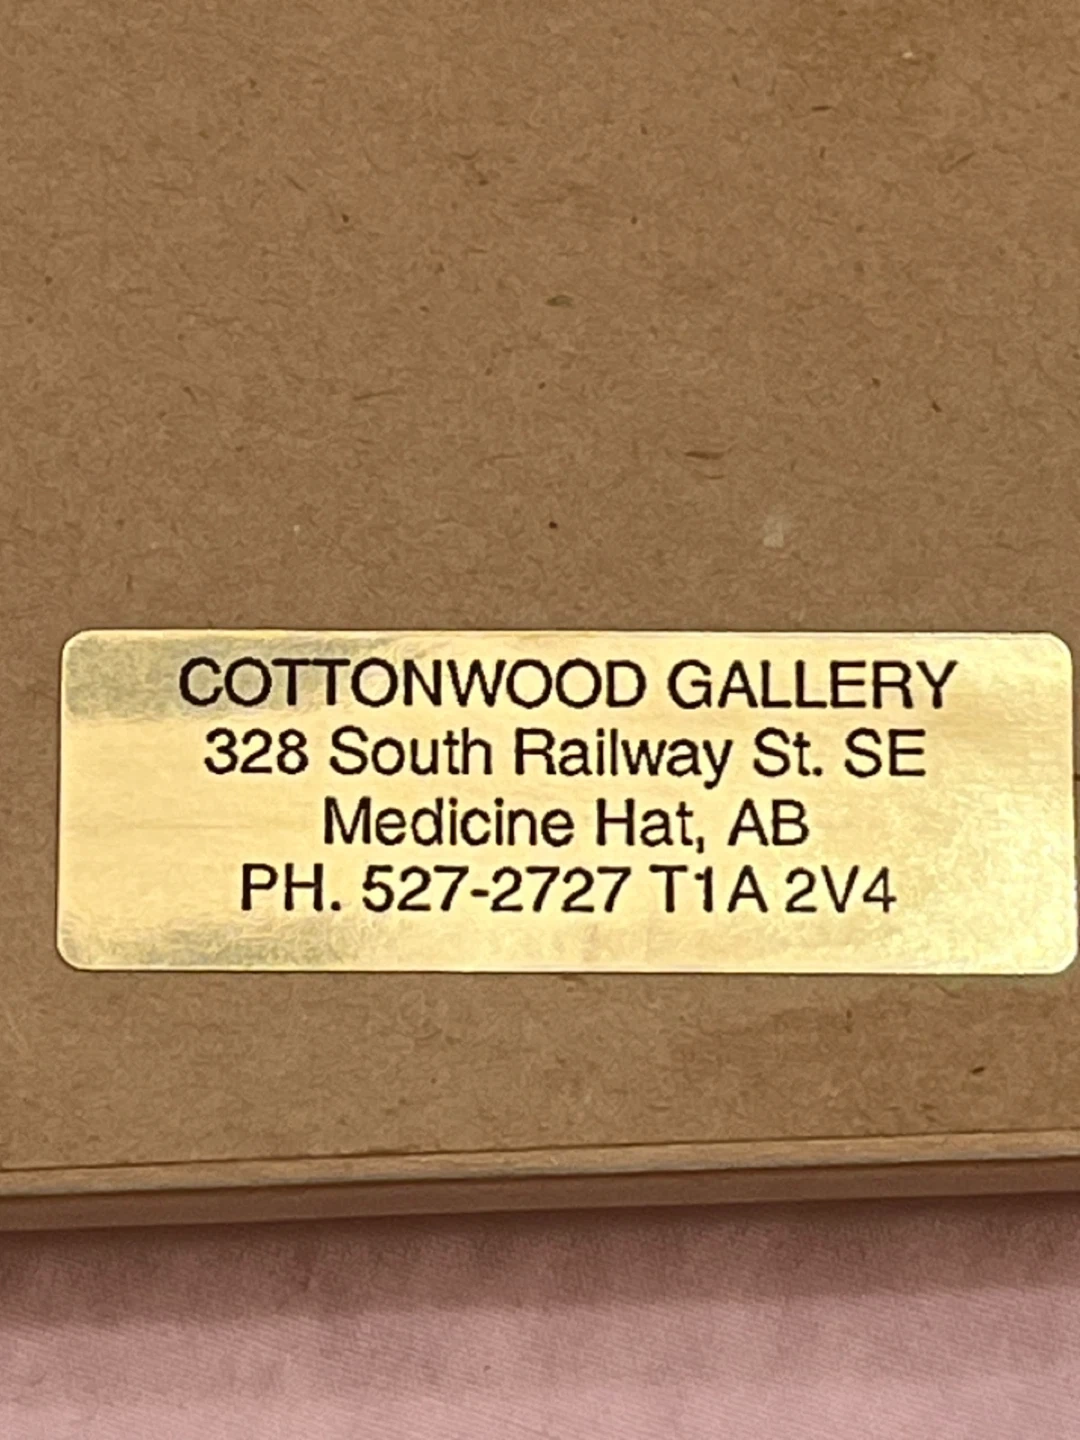 COTTONWOOD GALLERY
328 South Railway St. SE
Medicine Hat, AB
PH. 527-2727 T1A 2V4